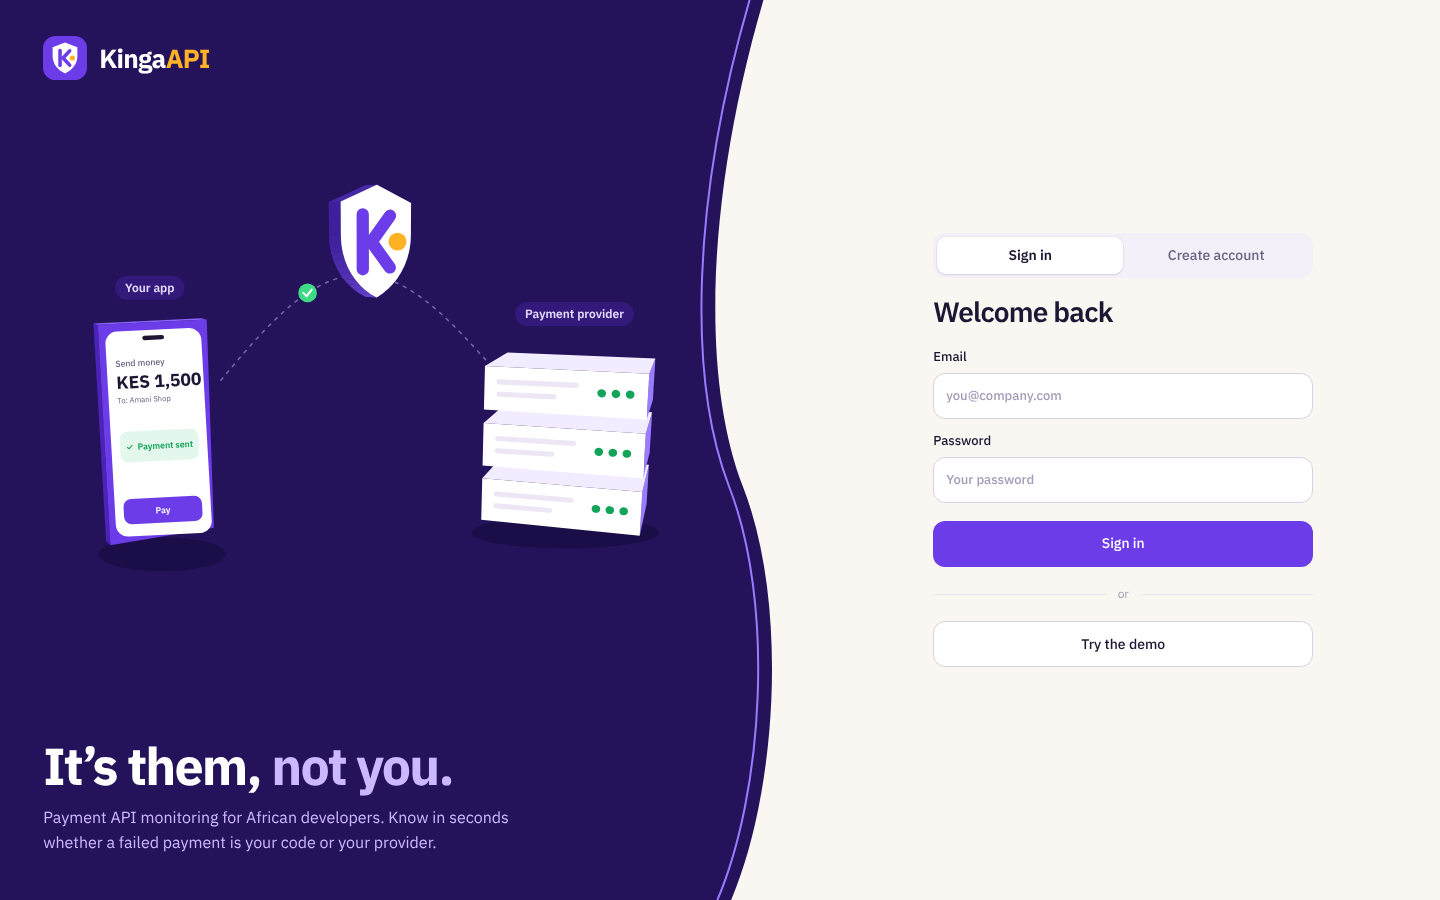 KingaAPI
Your app
Send money
KES 1,500
To: Amani Shop
✓ Payment sent
Pay
K
Payment provider
It’s them, not you.
Payment API monitoring for African developers. Know in seconds
whether a failed payment is your code or your provider.
Sign in
Create account
Welcome back
Email
you@company.com
Password
Your password
Sign in
or
Try the demo